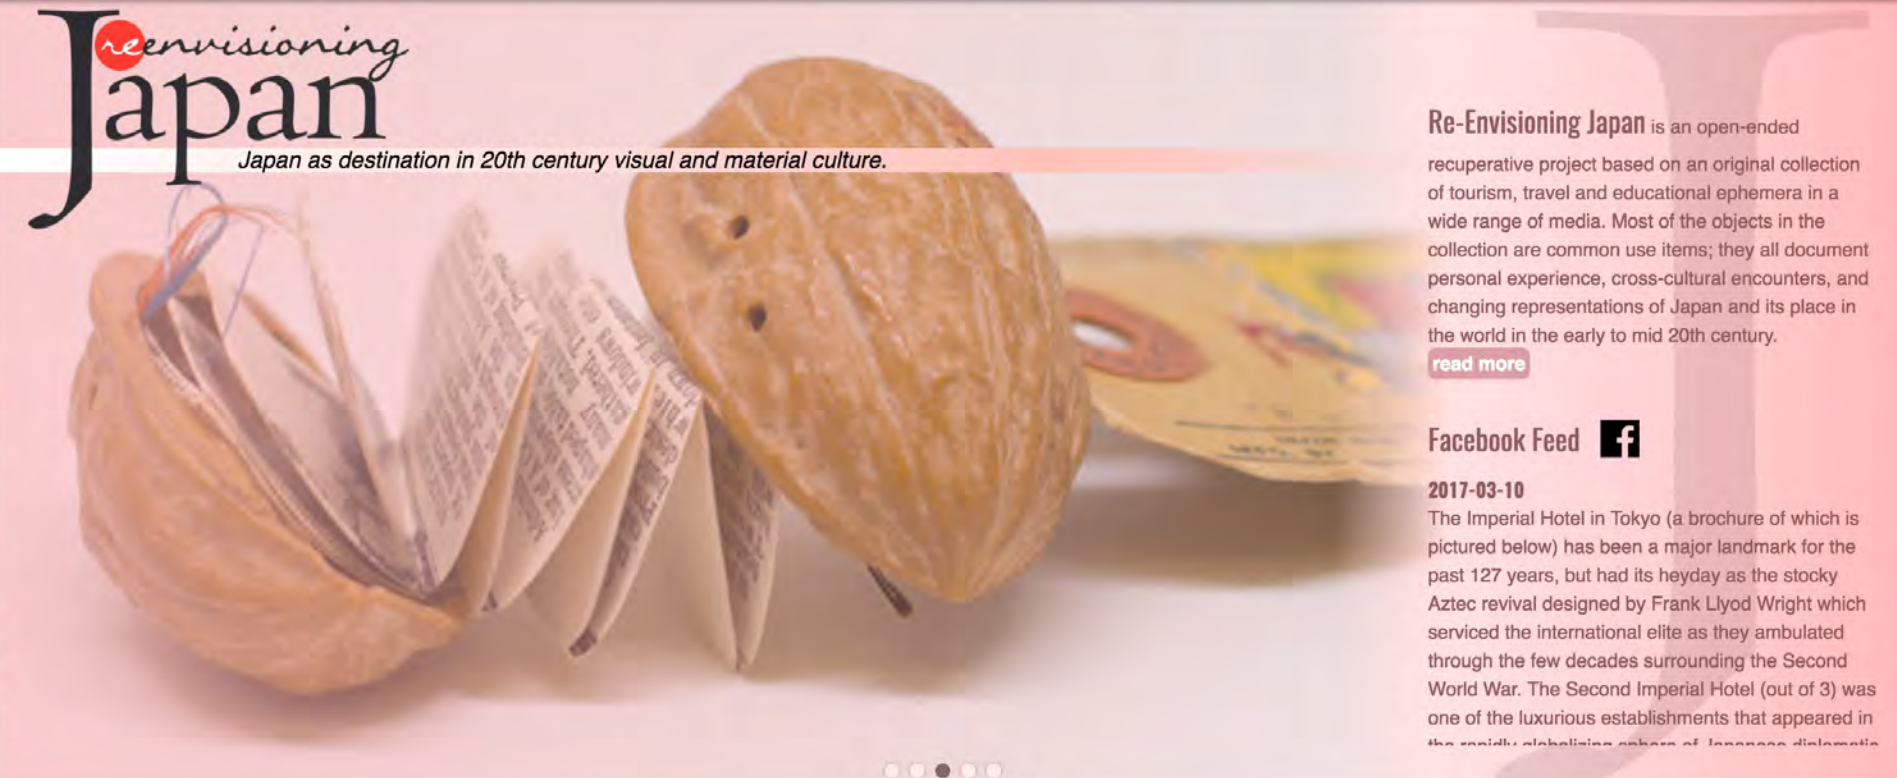 reenvisioning
Japan
Japan as destination in 20th century visual and material culture.
Re-Envisioning Japan is an open-ended
recuperative project based on an original collection
of tourism, travel and educational ephemera in a
wide range of media. Most of the objects in the
collection are common use items; they all document
personal experience, cross-cultural encounters, and
changing representations of Japan and its place in
the world in the early to mid 20th century.
read more
Facebook Feed
2017-03-10
The Imperial Hotel in Tokyo (a brochure of which is
pictured below) has been a major landmark for the
past 127 years, but had its heyday as the stocky
Aztec revival designed by Frank Llyod Wright which
serviced the international elite as they ambulated
through the few decades surrounding the Second
World War. The Second Imperial Hotel (out of 3) was
one of the luxurious establishments that appeared in
the rapidly globalizing sphere of Japanese diplomatic